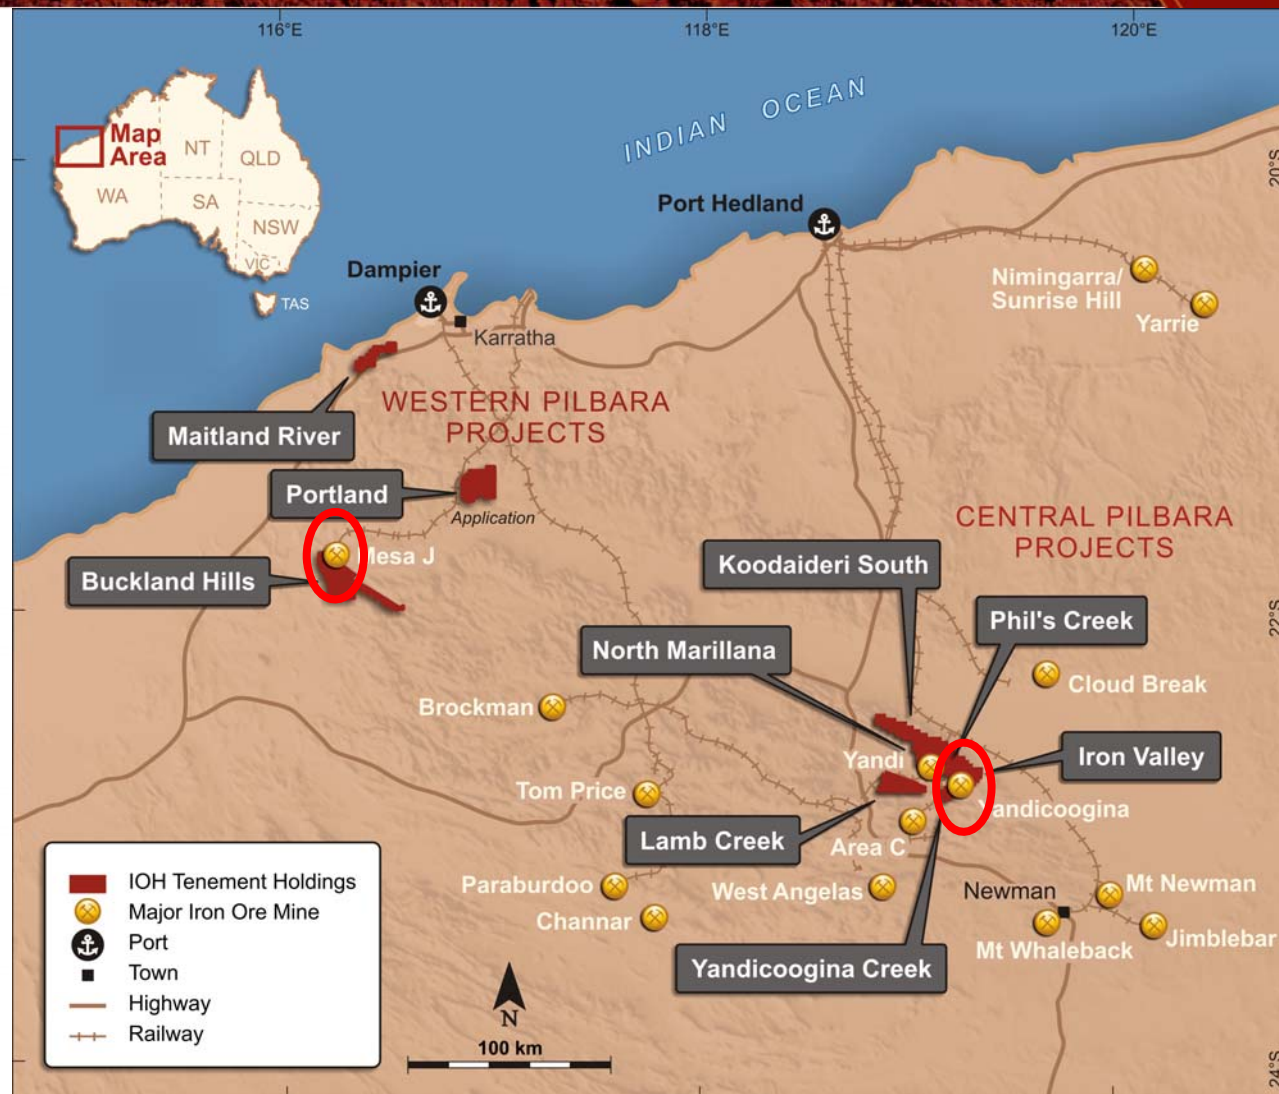 116°E
118°E
120°E
20°S
22°S
24°S
Map
Area
NT
QLD
WA
SA
NSW
VIC
TAS
INDIAN OCEAN
Port Hedland
Dampier
Karratha
Nimingarra/
Sunrise Hill
Yarrie
WESTERN PILBARA
PROJECTS
Maitland River
Portland
Application
Mesa J
Buckland Hills
CENTRAL PILBARA
PROJECTS
Koodaideri South
Phil's Creek
North Marillana
Cloud Break
Brockman
Yandi
Iron Valley
Tom Price
Yandicoogina
Lamb Creek
Area C
Paraburdoo
West Angelas
Newman
Mt Newman
Channar
Mt Whaleback
Jimblebar
Yandicoogina Creek
IOH Tenement Holdings
Major Iron Ore Mine
Port
Town
Highway
Railway
N
100 km